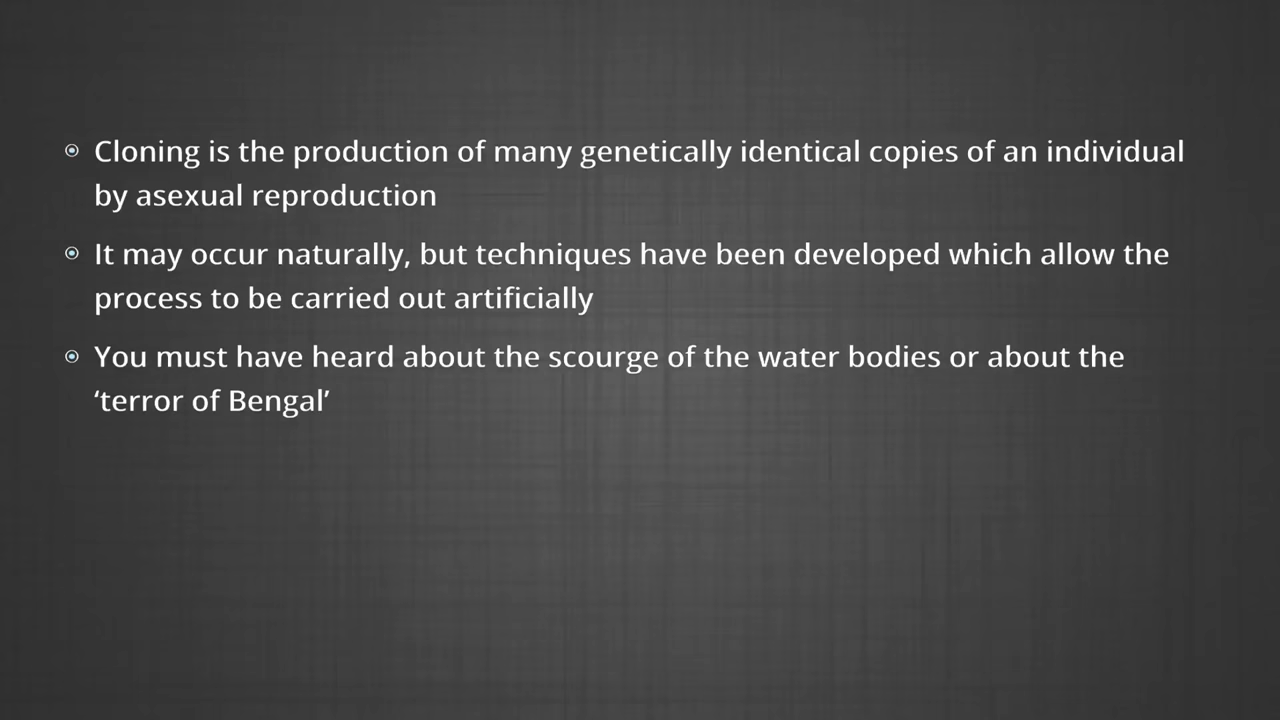 Cloning is the production of many genetically identical copies of an individual
by asexual reproduction
It may occur naturally, but techniques have been developed which allow the
process to be carried out artificially
You must have heard about the scourge of the water bodies or about the
‘terror of Bengal’